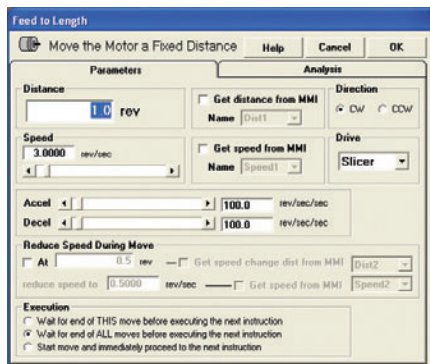 Feed to Length
Move the Motor a Fixed Distance Help Cancel OK
Parameters Analysis
Distance
1.0 rev
Get distance from MMI
Name Dist1
Direction
CW CCW
Speed
3.0000 rev/sec
Get speed from MMI
Name Speed1
Drive
Slicer
Accel 100.0 rev/sec/sec
Decel 100.0 rev/sec/sec
Reduce Speed During Move
At 0.5 rev Get speed change dist from MMI Dist2
reduce speed to 0.5000 rev/sec Get speed from MMI Speed2
Execution
Wait for end of THIS move before executing the next instruction
Wait for end of ALL moves before executing the next instruction
Start move and immediately proceed to the next instruction